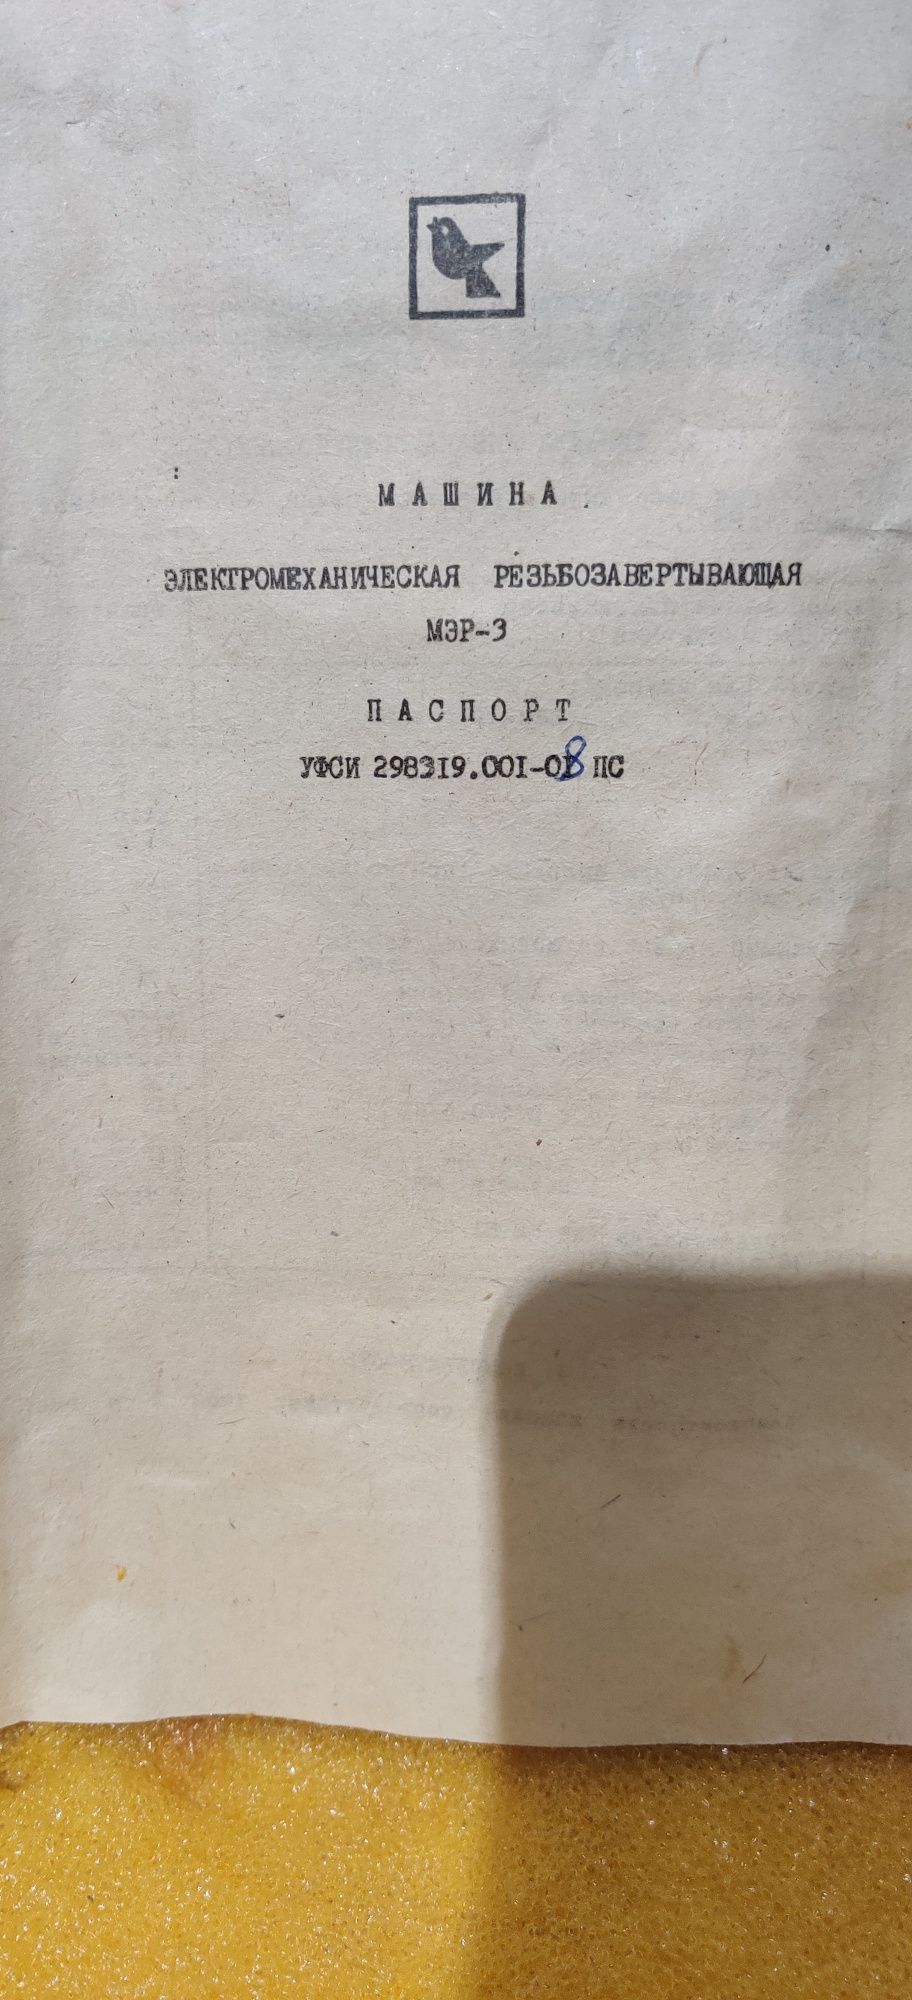 МАШИНА
ЭЛЕКТРОМЕХАНИЧЕСКАЯ РЕЗЬБОЗАВЕРТЫВАЮЩАЯ
МЭР-3
ПАСПОРТ
УФСИ 298319.001-08 ПС